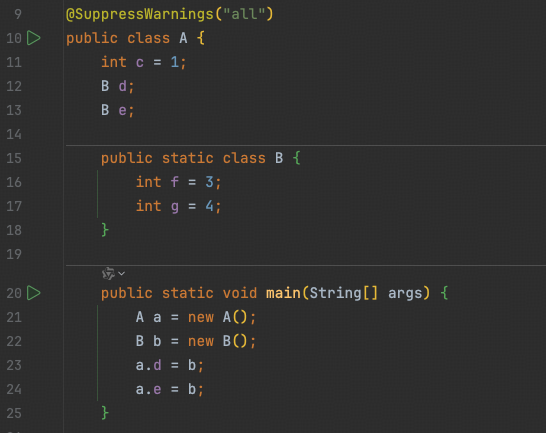 9 @SuppressWarnings("all")
10 public class A {
11 int c = 1;
12 B d;
13 B e;
14
15 public static class B {
16 int f = 3;
17 int g = 4;
18 }
19
20 public static void main(String[] args) {
21 A a = new A();
22 B b = new B();
23 a.d = b;
24 a.e = b;
25 }